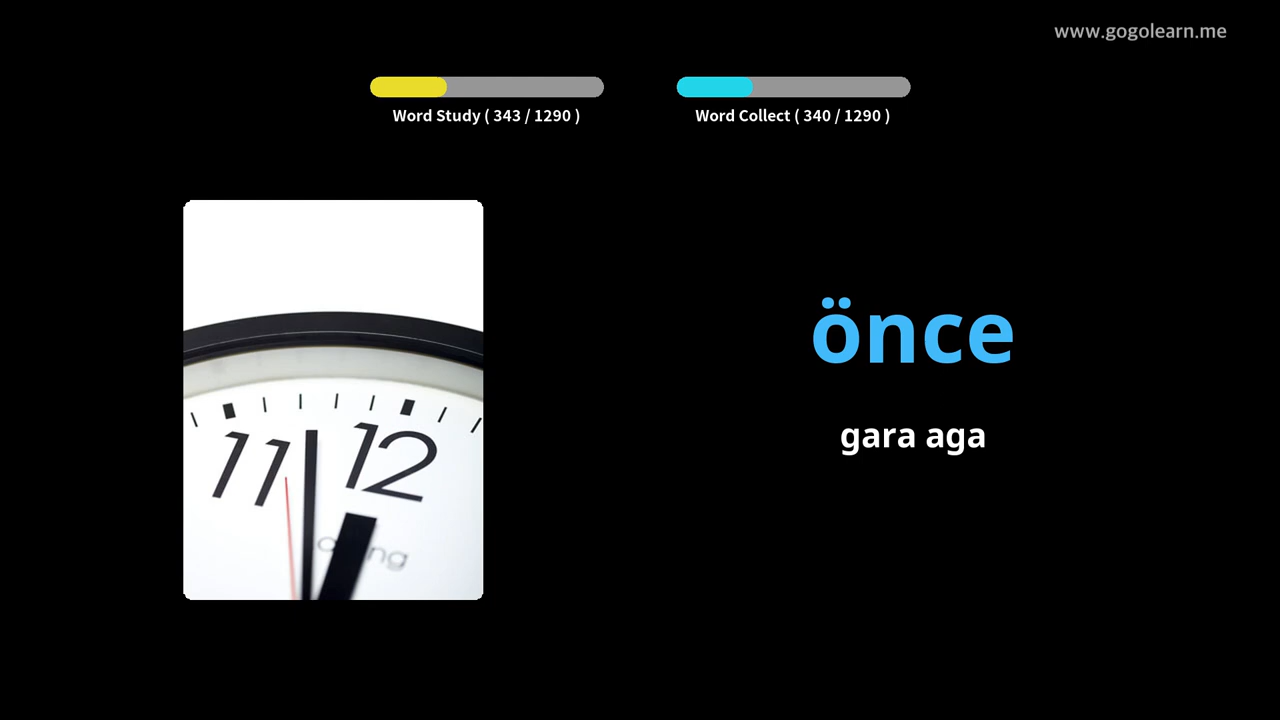 www.gogolearn.me
Word Study ( 343 / 1290 )
Word Collect ( 340 / 1290 )
11 12
önce
gara aga